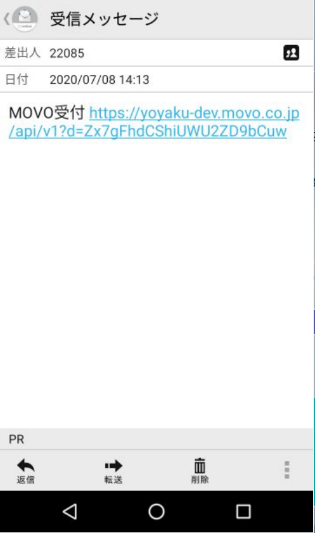 受信メッセージ
差出人 22085
日付 2020/07/08 14:13
MOVO受付 https://yoyaku-dev.movo.co.jp
/api/v1?d=Zx7gFhdCShiUWU2ZD9bCuw
PR
返信 転送 削除